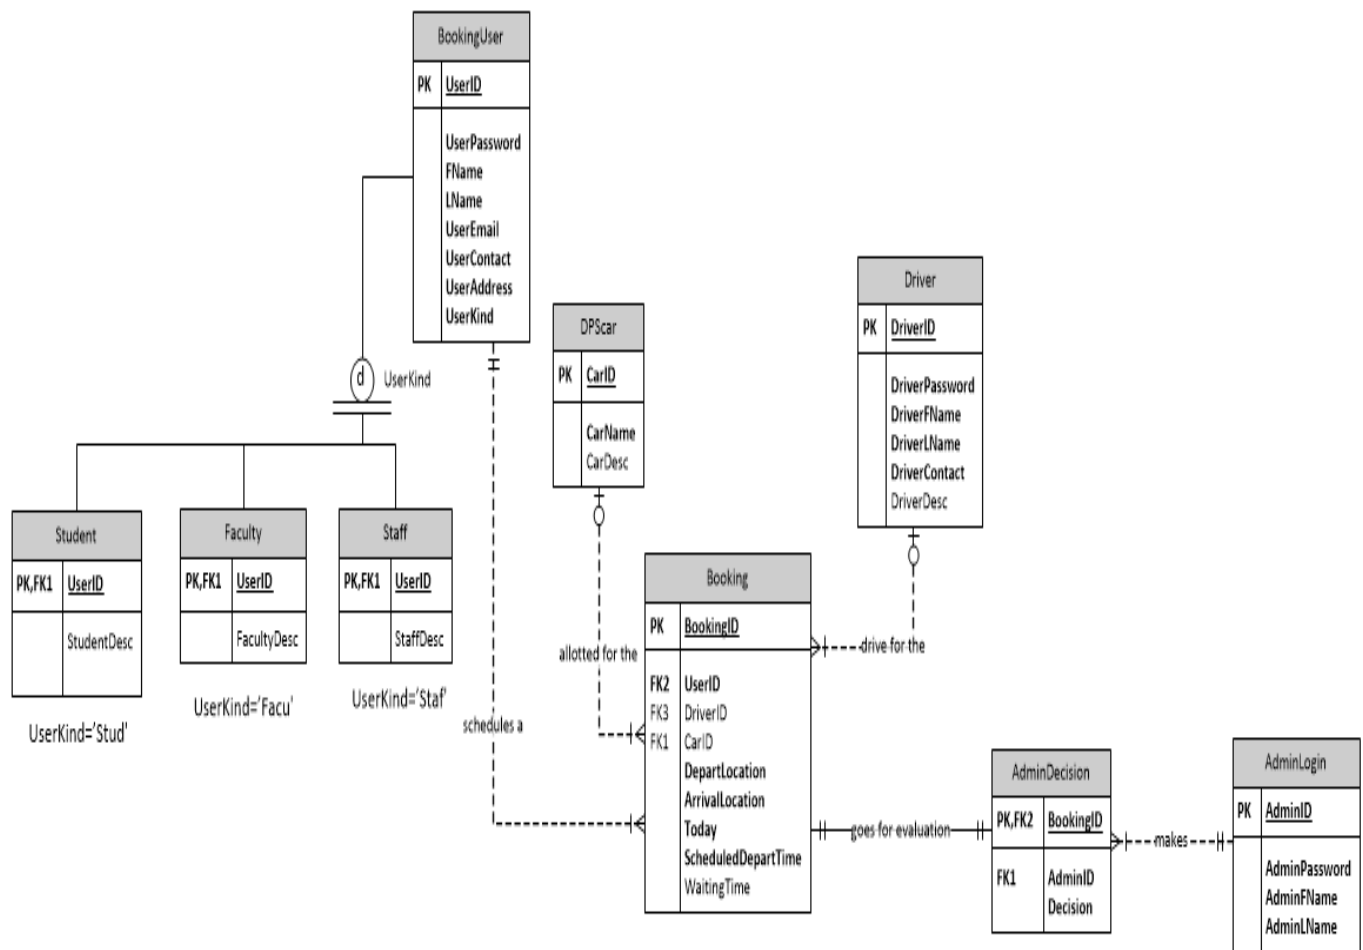 BookingUser
PK UserID
UserPassword
FName
LName
UserEmail
UserContact
UserAddress
UserKind
d UserKind
Student
PK,FK1 UserID
StudentDesc
UserKind='Stud'
Faculty
PK,FK1 UserID
FacultyDesc
UserKind='Facu'
Staff
PK,FK1 UserID
StaffDesc
UserKind='Staf'
schedules a
DPScar
PK CarID
CarName
CarDesc
allotted for the
Driver
PK DriverID
DriverPassword
DriverFName
DriverLName
DriverContact
DriverDesc
drive for the
Booking
PK BookingID
FK2 UserID
FK3 DriverID
FK1 CarID
DepartLocation
ArrivalLocation
Today
ScheduledDepartTime
WaitingTime
goes for evaluation
AdminDecision
PK,FK2 BookingID
FK1 AdminID
Decision
makes
AdminLogin
PK AdminID
AdminPassword
AdminFName
AdminLName